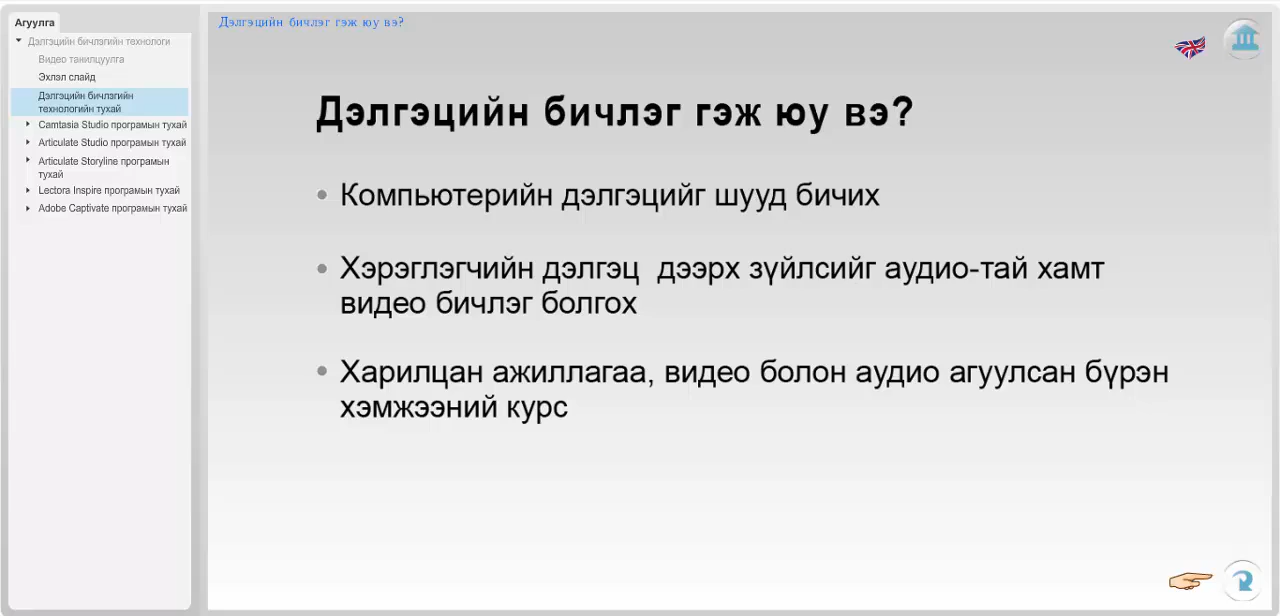 Агуулга
Дэлгэцийн бичлэгийн технологи
Видео танилцуулга
Эхлэл слайд
Дэлгэцийн бичлэгийн
технологийн тухай
Camtasia Studio програмын тухай
Articulate Studio програмын тухай
Articulate Storyline програмын
тухай
Lectora Inspire програмын тухай
Adobe Captivate програмын тухай
Дэлгэцийн бичлэг гэж юу вэ?
Дэлгэцийн бичлэг гэж юу вэ?
Компьютерийн дэлгэцийг шууд бичих
Хэрэглэгчийн дэлгэц дээрх зүйлсийг аудио-тай хамт
видео бичлэг болгох
Харилцан ажиллагаа, видео болон аудио агуулсан бүрэн
хэмжээний курс